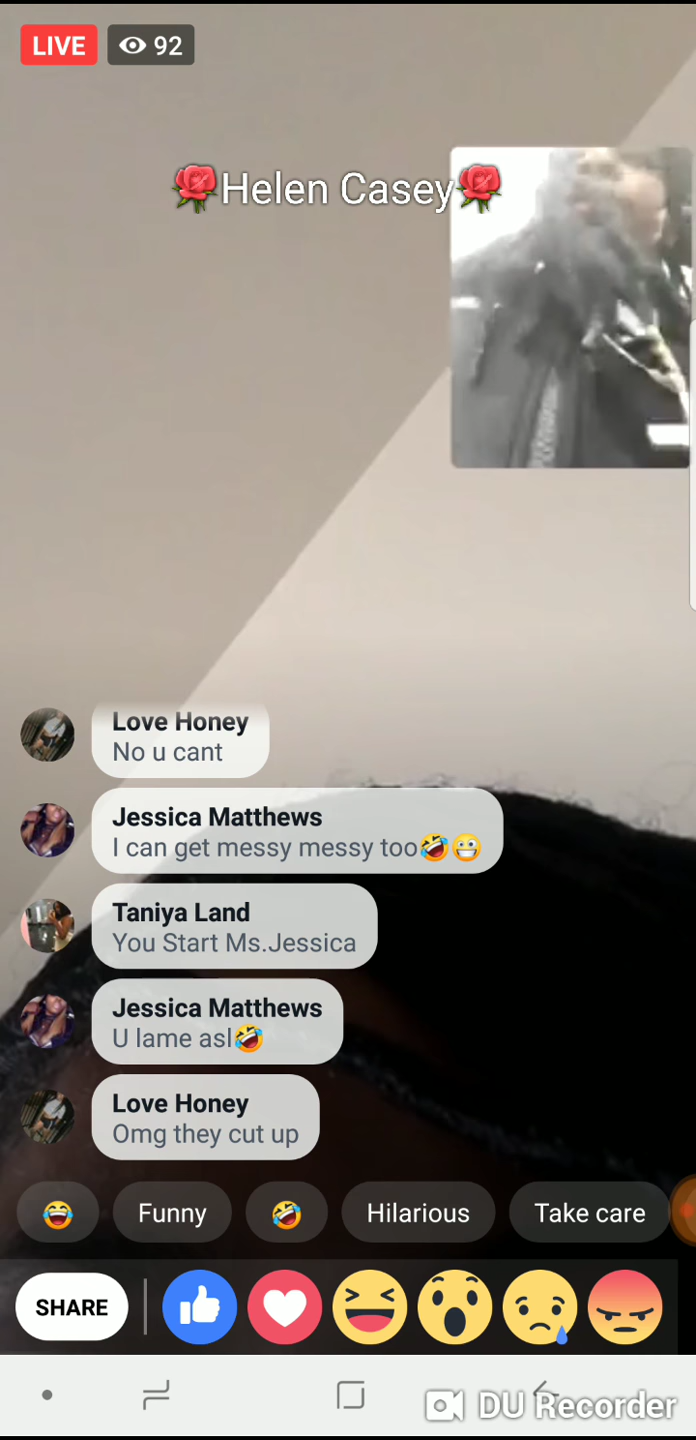 LIVE 92
🌹Helen Casey🌹
Love Honey
No u cant
Jessica Matthews
I can get messy messy too🤣😬
Taniya Land
You Start Ms.Jessica
Jessica Matthews
U lame asl🤣
Love Honey
Omg they cut up
😂 Funny 🤣 Hilarious Take care
SHARE
DU Recorder